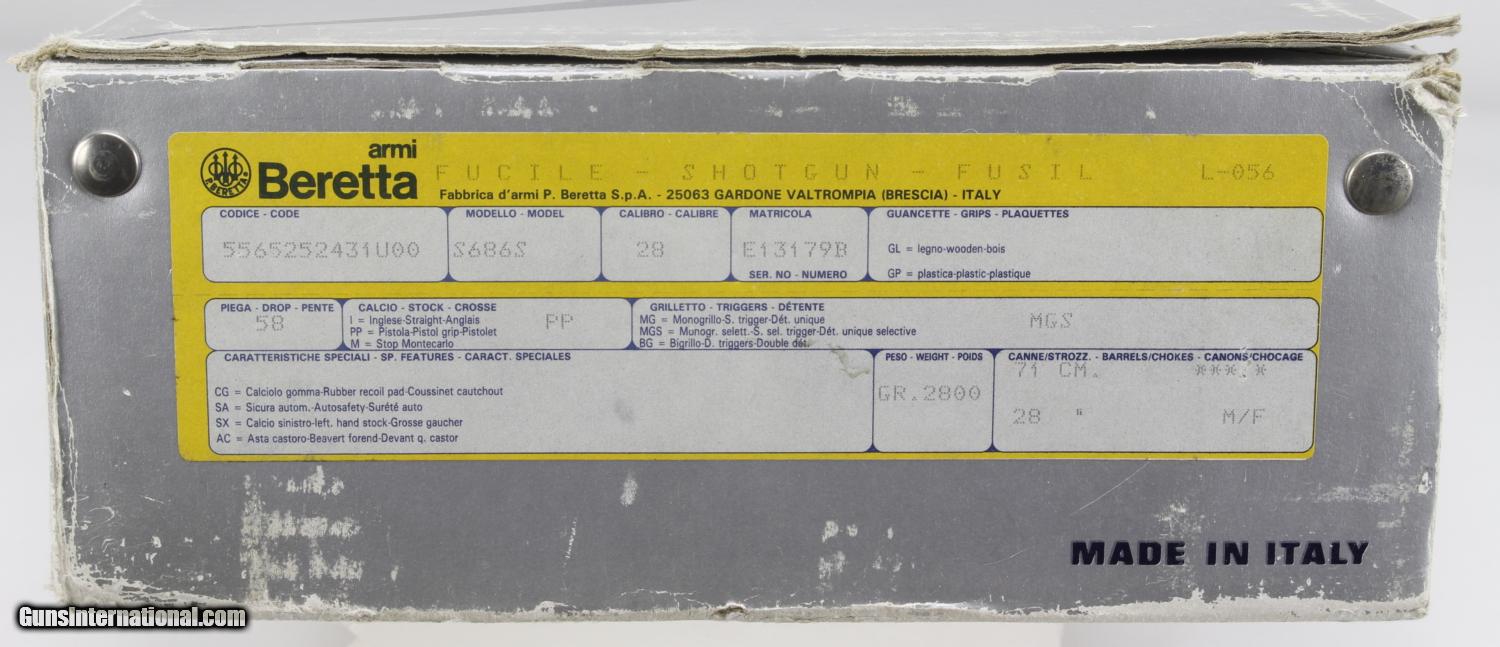 armi
Beretta
P. BERETTA
FUCILE - SHOTGUN - FUSIL L-056
Fabbrica d'armi P. Beretta S.p.A. - 25063 GARDONE VALTROMPIA (BRESCIA) - ITALY
CODICE - CODE
5565252431U00
MODELLO - MODEL
S686S
CALIBRO - CALIBRE
28
MATRICOLA
E13179B
SER. NO - NUMERO
GUANCETTE - GRIPS - PLAQUETTES
GL = legno-wooden-bois
GP = plastica-plastic-plastique
PIEGA - DROP - PENTE
58
CALCIO - STOCK - CROSSE
I = Inglese-Straight-Anglais
PP = Pistola-Pistol grip-Pistolet
M = Stop Montecarlo
PP
GRILLETTO - TRIGGERS - DÉTENTE
MG = Monogrillo-S. trigger-Dét. unique
MGS = Monogr. selett.-S. sel. trigger-Dét. unique selective
BG = Bigrillo-D. triggers-Double dét.
MGS
CARATTERISTICHE SPECIALI - SP. FEATURES - CARACT. SPECIALES
CG = Calciolo gomma-Rubber recoil pad-Coussinet cautchout
SA = Sicura autom.-Autosafety-Sureté auto
SX = Calcio sinistro-left. hand stock-Grosse gaucher
AC = Asta castoro-Beavert forend-Devant q. castor
PESO - WEIGHT - POIDS
GR.2800
CANNE/STROZZ. - BARRELS/CHOKES - CANONS/CHOCAGE
71 CM. ***.*
28 " M/F
MADE IN ITALY
GunsInternational.com